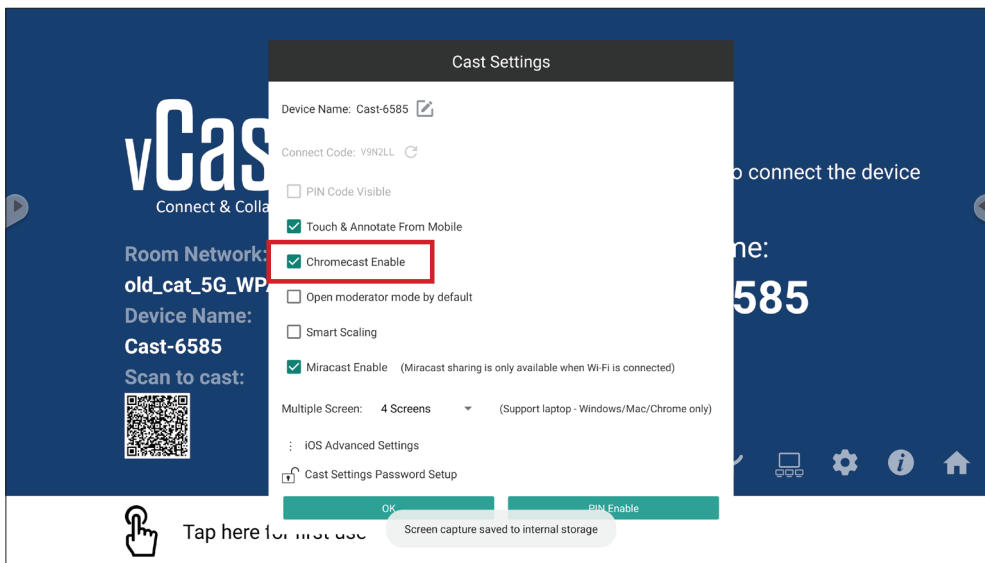 Cast Settings
Device Name: Cast-6585
Connect Code: V9N2LL
PIN Code Visible
Touch & Annotate From Mobile
Chromecast Enable
Open moderator mode by default
Smart Scaling
Miracast Enable (Miracast sharing is only available when Wi-Fi is connected)
Multiple Screen: 4 Screens (Support laptop - Windows/Mac/Chrome only)
iOS Advanced Settings
Cast Settings Password Setup
OK PIN Enable
Screen capture saved to internal storage
vCas
Connect & Colla
Room Network:
old_cat_5G_WP
Device Name:
Cast-6585
Scan to cast:
o connect the device
me:
585
Tap here for first use